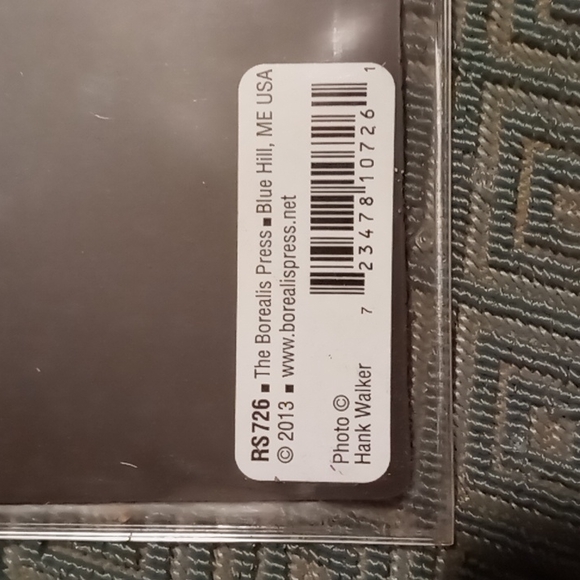 RS726 ■ The Borealis Press ■ Blue Hill, ME USA
© 2013 ■ www.borealispress.net
Photo ©
Hank Walker
7 23478 10726 1